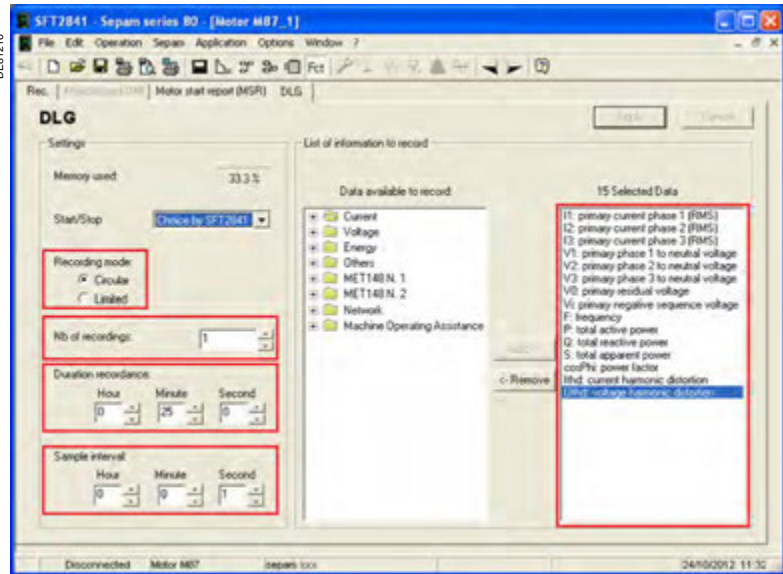 SFT2841 - Sepam series 80 - [Motor M87_1]
File Edit Operation Sepam Application Options Window ?
Fct
Rec. Motor start report (MSR) DLG
DLG
Apply Cancel
Settings
Memory used 33.3 %
Start/Stop Choice by SFT2841
Recording mode:
Circular
Limited
Nb of recordings: 1
Duration recordance:
Hour Minute Second
0 25 0
Sample interval:
Hour Minute Second
0 0 1
List of information to record
Data available to record
Current
Voltage
Energy
Others
MET148 N. 1
MET148 N. 2
Network
Machine Operating Assistance
<- Remove
15 Selected Data
I1: primary current phase 1 (RMS)
I2: primary current phase 2 (RMS)
I3: primary current phase 3 (RMS)
V1: primary phase 1 to neutral voltage
V2: primary phase 2 to neutral voltage
V3: primary phase 3 to neutral voltage
V0: primary residual voltage
Vi: primary negative sequence voltage
F: frequency
P: total active power
Q: total reactive power
S: total apparent power
cosPhi: power factor
Ithd: current harmonic distortion
Uthd: voltage harmonic distortion
Disconnected Motor M87 sepam xxx 24/10/2012 11:32